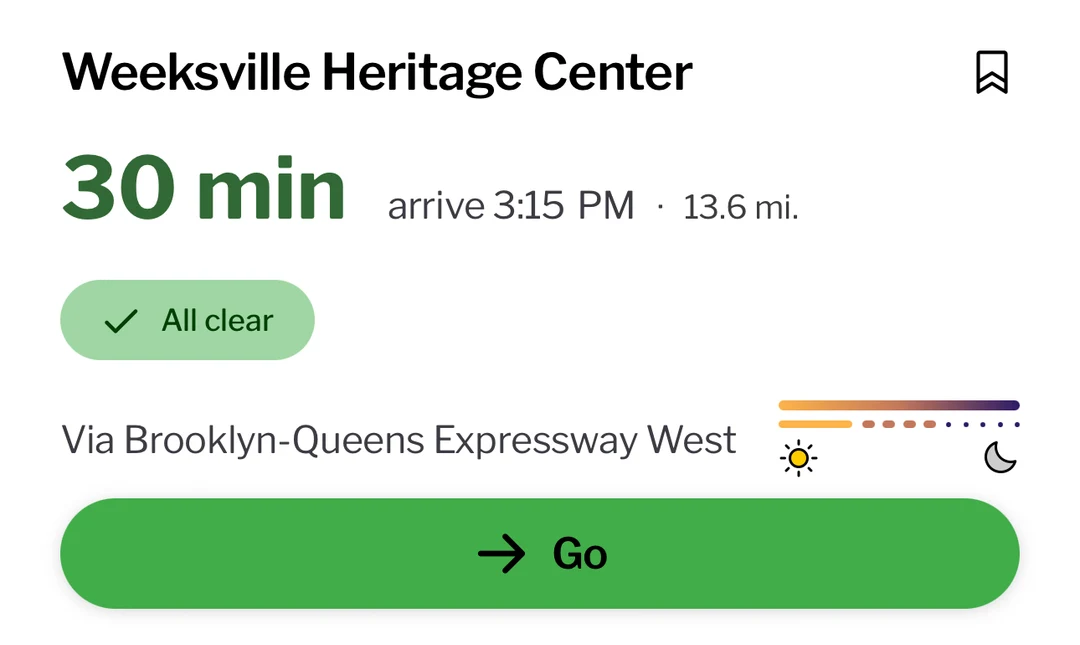 Weeksville Heritage Center
30 min arrive 3:15 PM · 13.6 mi.
All clear
Via Brooklyn-Queens Expressway West
Go